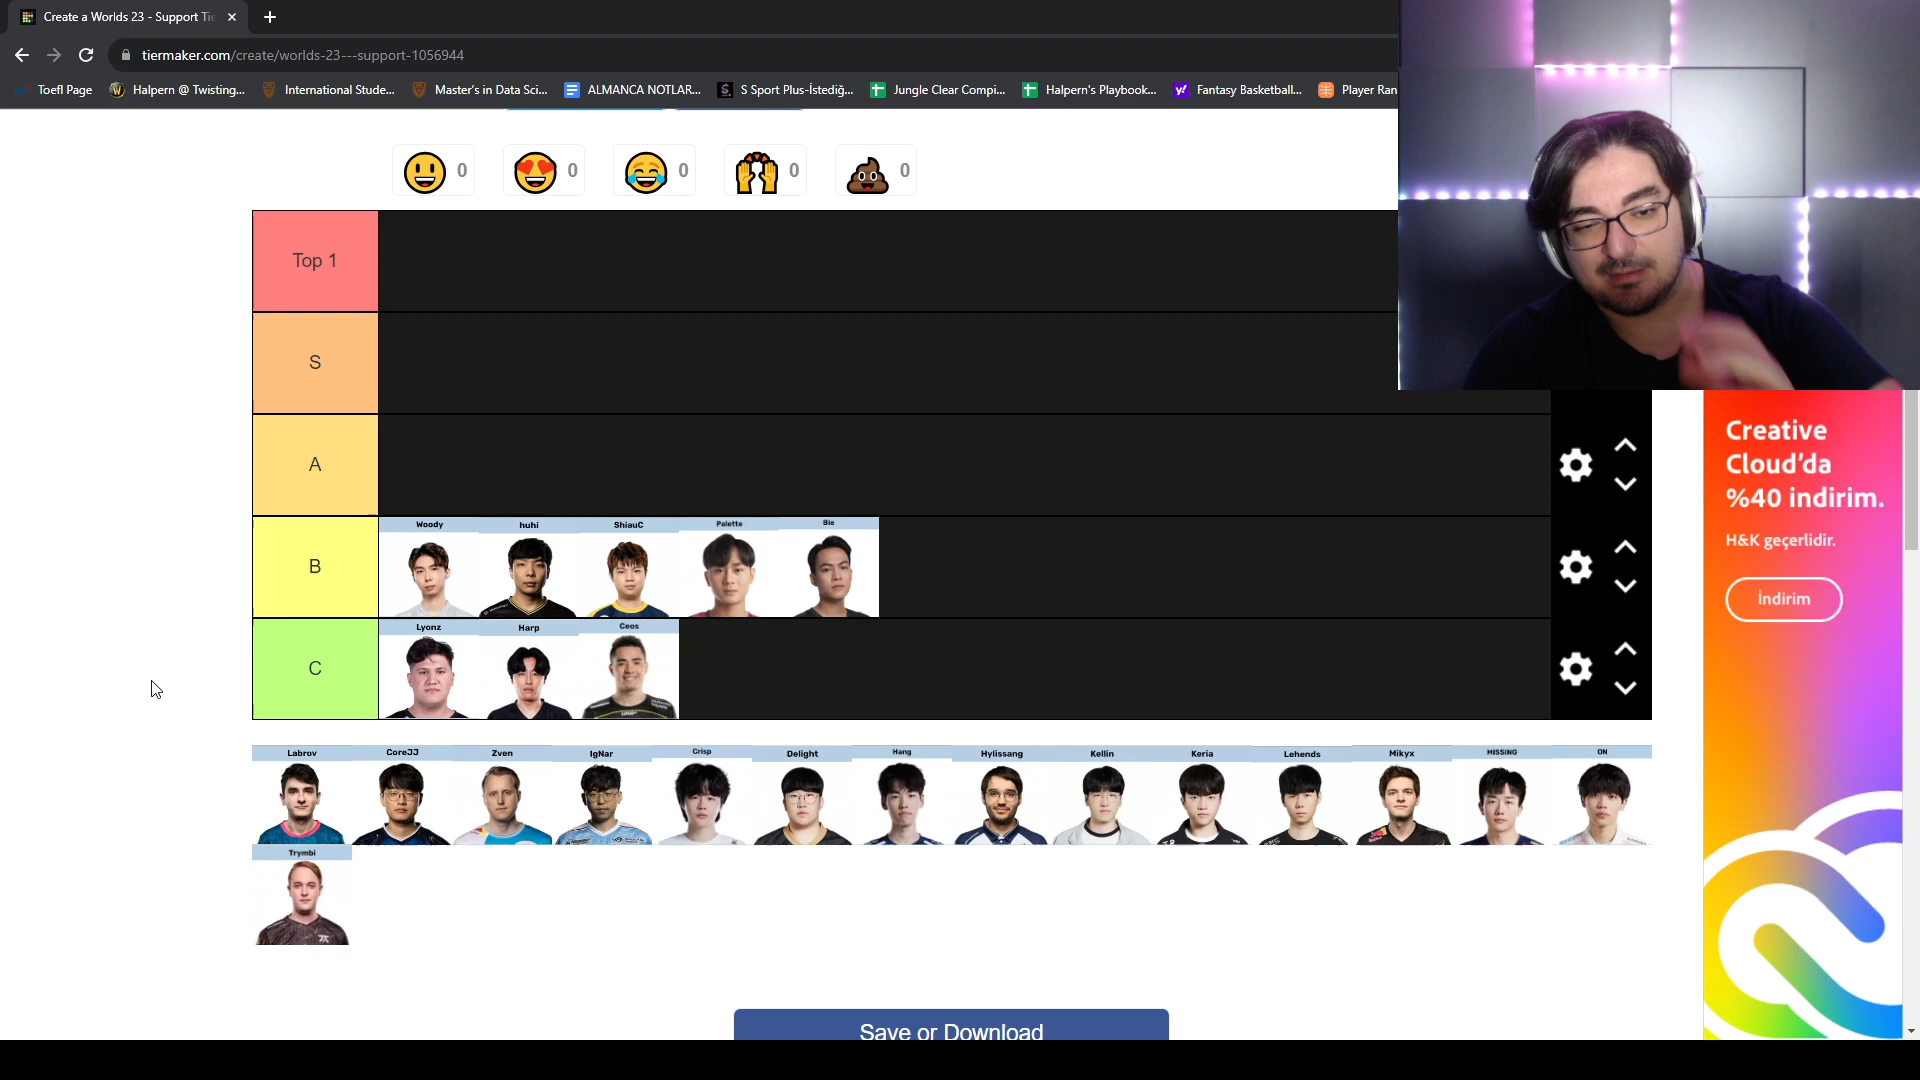 Create a Worlds 23 - Support Tie
tiermaker.com/create/worlds-23---support-1056944
Toefl Page
Halpern @ Twisting...
International Stude...
Master's in Data Sci...
ALMANCA NOTLAR...
S Sport Plus-İstediğ...
Jungle Clear Compi...
Halpern's Playbook...
Fantasy Basketball...
Player Ran
0 0 0 0 0
Top 1
S
A
B
Woody huhi ShiauC Palette Bie
C
Lyonz Harp Ceos
Labrov CoreJJ Zven IgNar Crisp Delight Hang Hylissang Kellin Keria Lehends Mikyx MISSING ON
Trymbi
Save or Download
Creative
Cloud'da
%40 indirim.
H&K geçerlidir.
İndirim